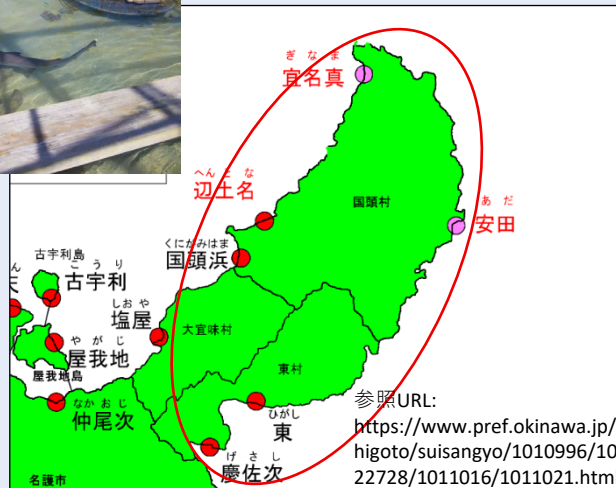 ぎなま
宜名真
へんとな
辺土名
国頭村
あだ
安田
くにがみはま
国頭浜
古宇利島
こうり
古宇利
ん
天
しおや
塩屋
大宜味村
やがじ
屋我地
屋我地島
東村
なかおじ
仲尾次
ひがし
東
げさし
慶佐次
名護市
参照URL:
https://www.pref.okinawa.jp/
higoto/suisangyo/1010996/10
22728/1011016/1011021.htm